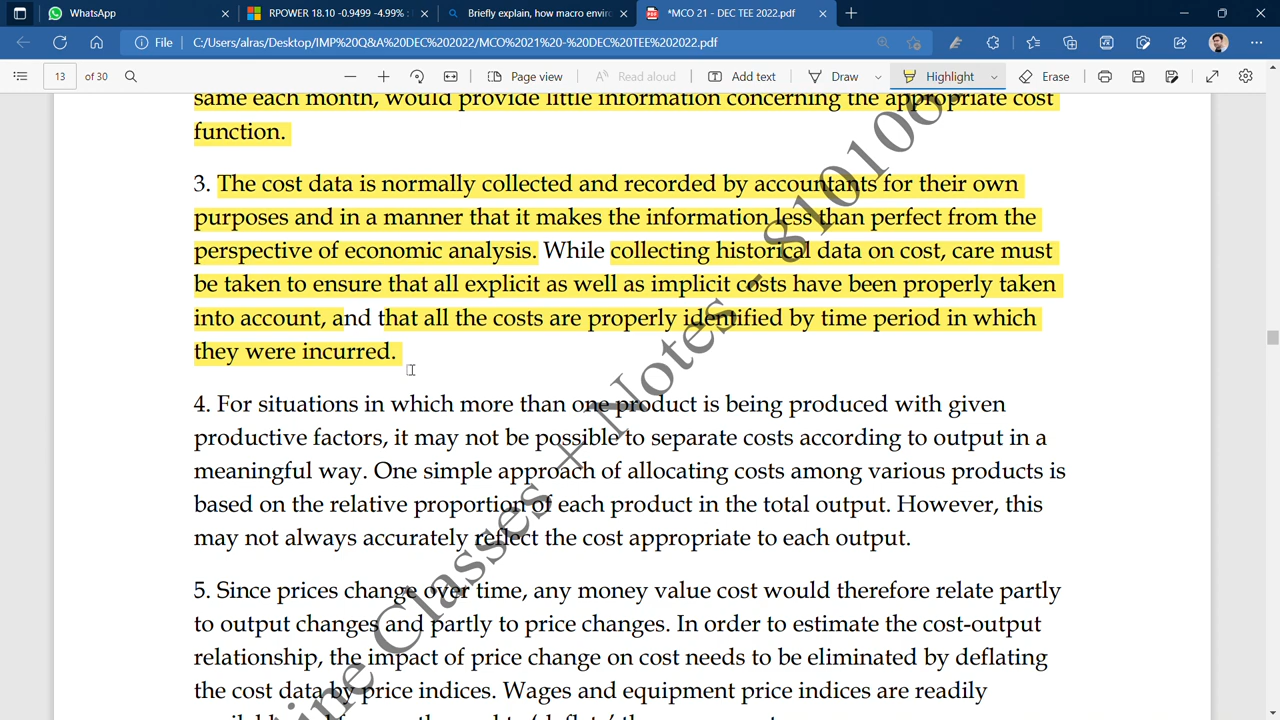 WhatsApp
RPOWER 18.10 -0.9499 -4.99% :
Briefly explain, how macro enviro
*MCO 21 - DEC TEE 2022.pdf
File
C:/Users/alras/Desktop/IMP%20Q&A%20DEC%202022/MCO%2021%20-%20DEC%20TEE%202022.pdf
13 of 30
Page view
Read aloud
Add text
Draw
Highlight
Erase
same each month, would provide little information concerning the appropriate cost
function.
3. The cost data is normally collected and recorded by accountants for their own
purposes and in a manner that it makes the information less than perfect from the
perspective of economic analysis. While collecting historical data on cost, care must
be taken to ensure that all explicit as well as implicit costs have been properly taken
into account, and that all the costs are properly identified by time period in which
they were incurred.
4. For situations in which more than one product is being produced with given
productive factors, it may not be possible to separate costs according to output in a
meaningful way. One simple approach of allocating costs among various products is
based on the relative proportion of each product in the total output. However, this
may not always accurately reflect the cost appropriate to each output.
5. Since prices change over time, any money value cost would therefore relate partly
to output changes and partly to price changes. In order to estimate the cost-output
relationship, the impact of price change on cost needs to be eliminated by deflating
the cost data by price indices. Wages and equipment price indices are readily
Classes + Notes -